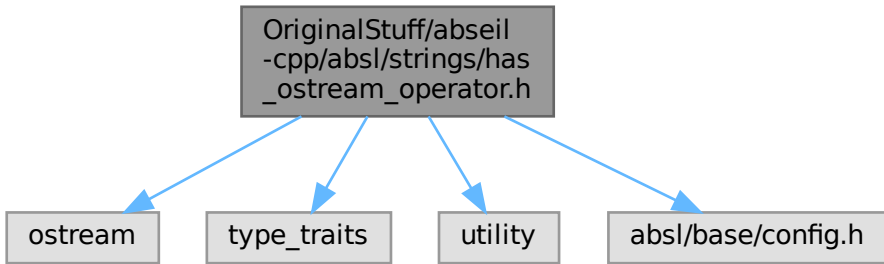 OriginalStuff/abseil
-cpp/absl/strings/has
_ostream_operator.h
ostream
type_traits
utility
absl/base/config.h